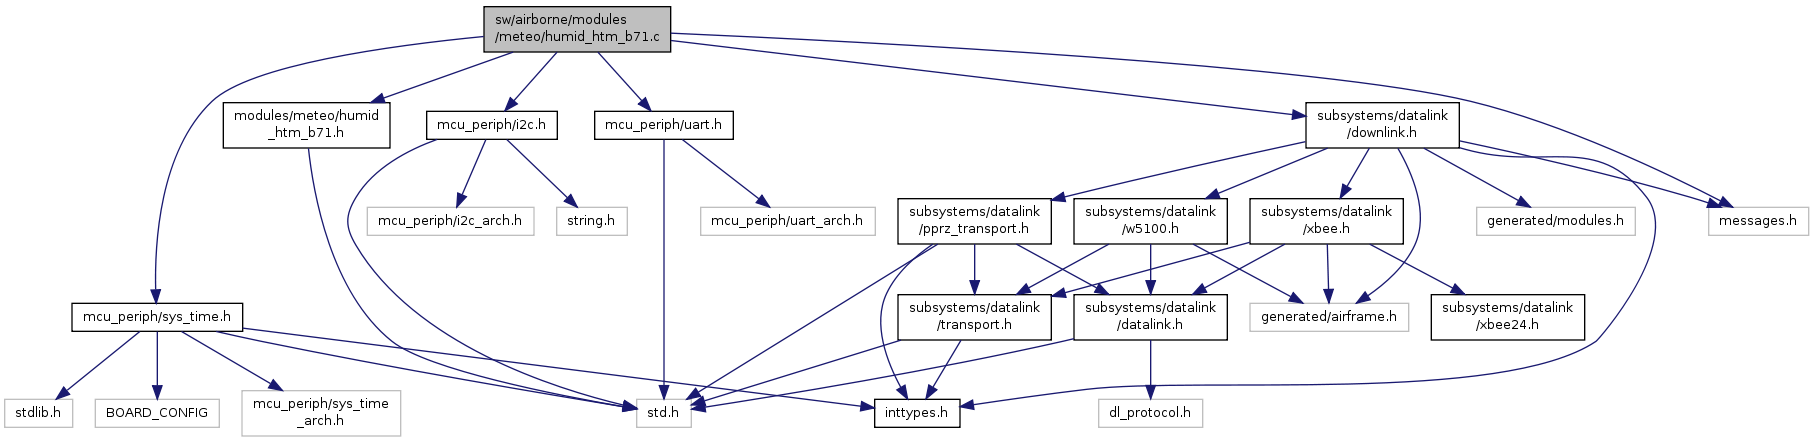 sw/airborne/modules
/meteo/humid_htm_b71.c
modules/meteo/humid
_htm_b71.h
mcu_periph/i2c.h
mcu_periph/uart.h
subsystems/datalink
/downlink.h
mcu_periph/i2c_arch.h
string.h
mcu_periph/uart_arch.h
subsystems/datalink
/pprz_transport.h
subsystems/datalink
/w5100.h
subsystems/datalink
/xbee.h
generated/modules.h
messages.h
mcu_periph/sys_time.h
subsystems/datalink
/transport.h
subsystems/datalink
/datalink.h
generated/airframe.h
subsystems/datalink
/xbee24.h
stdlib.h
BOARD_CONFIG
mcu_periph/sys_time
_arch.h
std.h
inttypes.h
dl_protocol.h